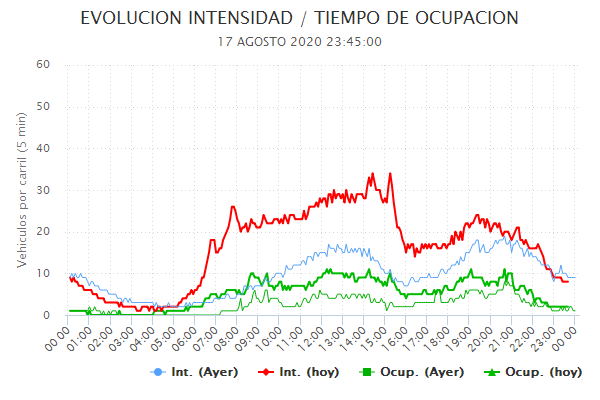 EVOLUCION INTENSIDAD / TIEMPO DE OCUPACION
17 AGOSTO 2020 23:45:00
Vehiculos por carril (5 min)
60
50
40
30
20
10
0
00:00 01:00 02:00 03:00 04:00 05:00 06:00 07:00 08:00 09:00 10:00 11:00 12:00 13:00 14:00 15:00 16:00 17:00 18:00 19:00 20:00 21:00 22:00 23:00 00:00
Int. (Ayer) Int. (hoy) Ocup. (Ayer) Ocup. (hoy)